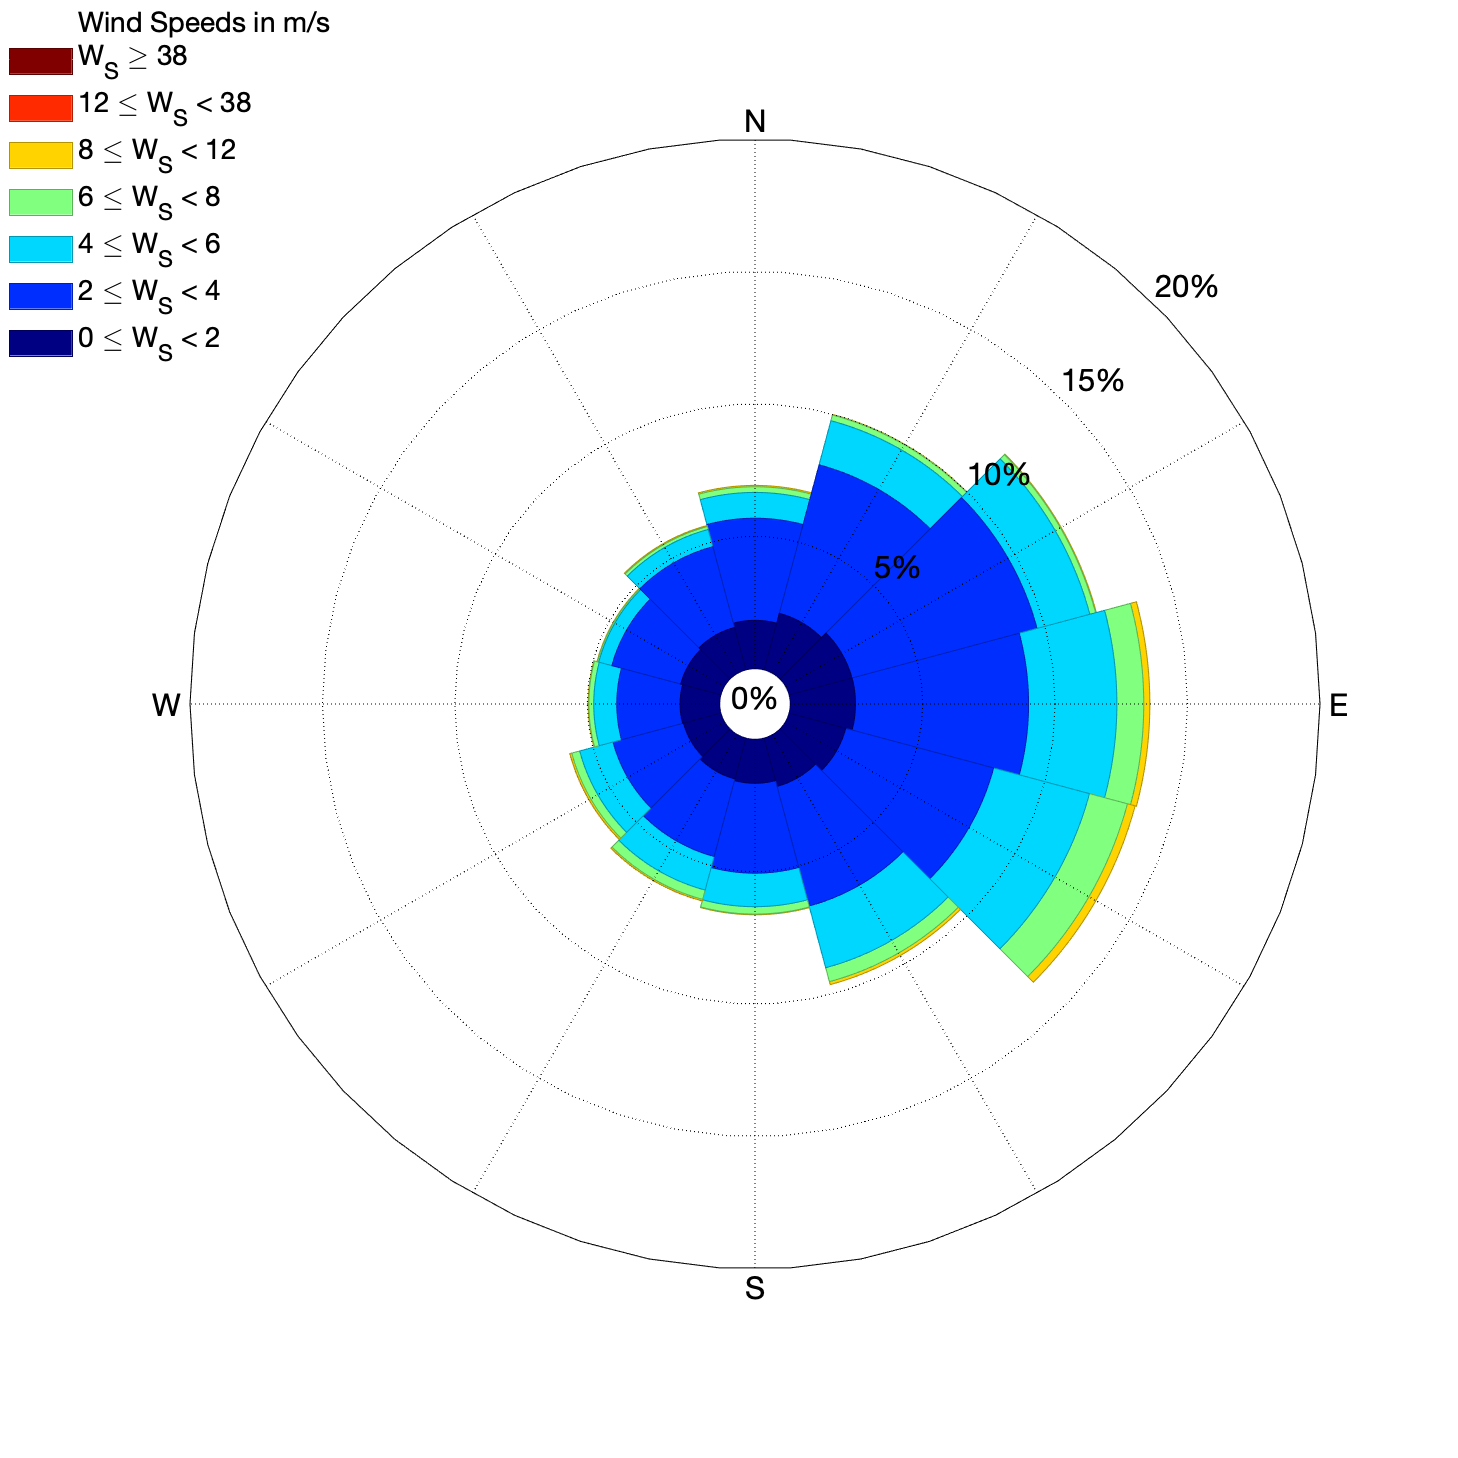 Wind Speeds in m/s
W_S ≥ 38
12 ≤ W_S < 38
8 ≤ W_S < 12
6 ≤ W_S < 8
4 ≤ W_S < 6
2 ≤ W_S < 4
0 ≤ W_S < 2
N
20%
15%
10%
5%
0%
W
E
S